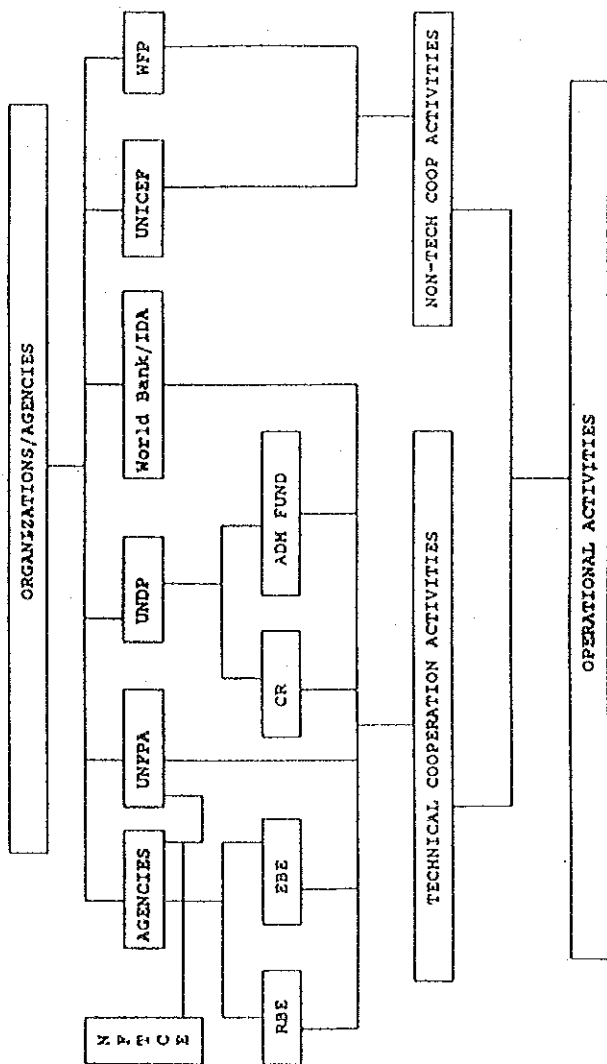 ORGANIZATIONS/AGENCIES
AGENCIES
UNFPA
UNDP
World Bank/IDA
UNICEF
WFP
N
F
T
C
E
RBE
EBE
CR
ADM FUND
TECHNICAL COOPERATION ACTIVITIES
NON-TECH COOP ACTIVITIES
OPERATIONAL ACTIVITIES